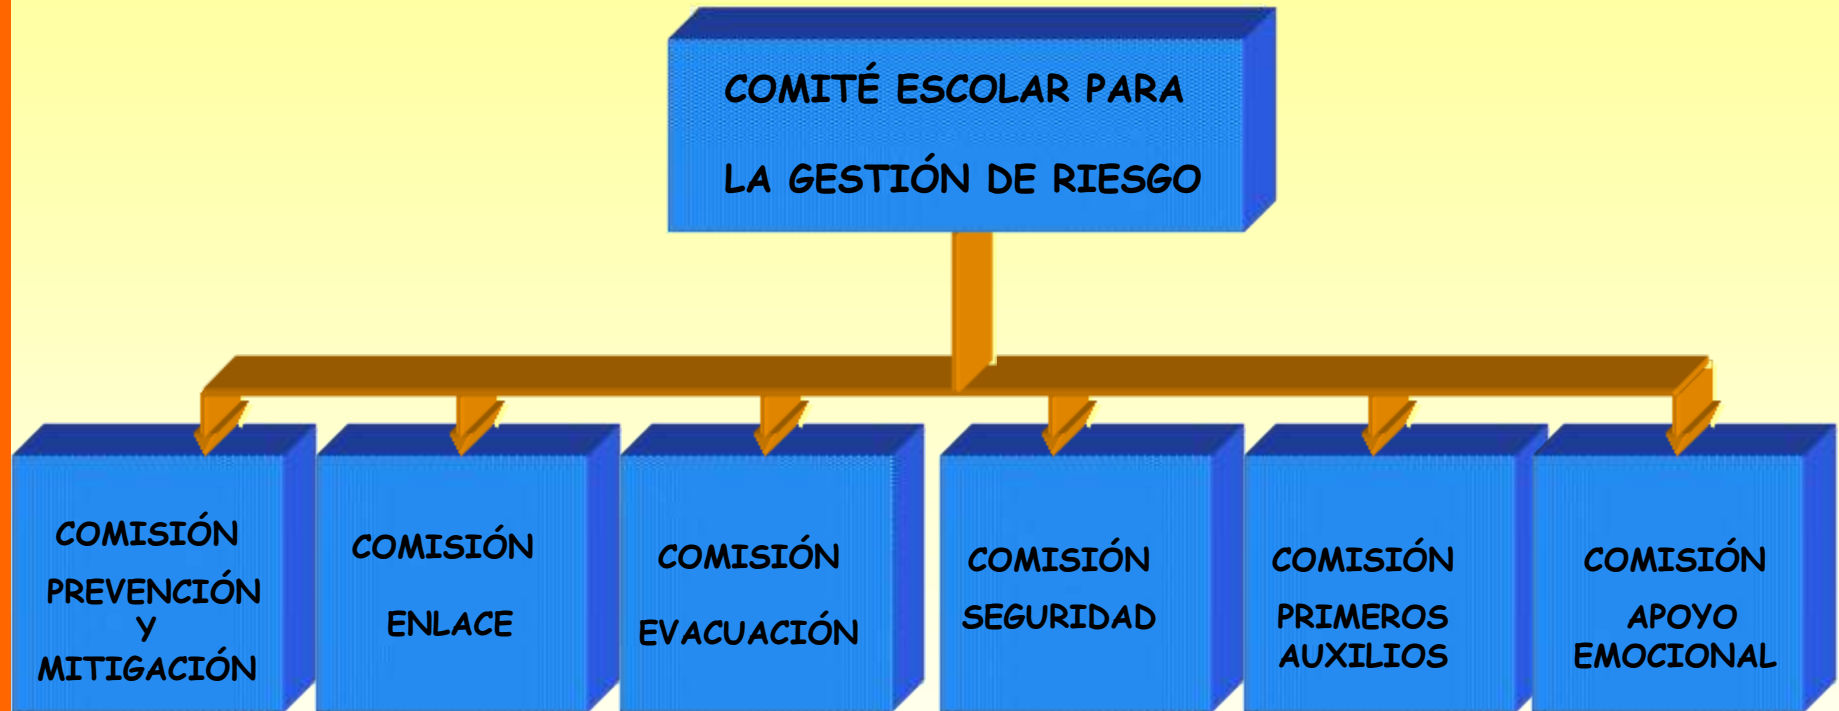 COMITÉ ESCOLAR PARA
LA GESTIÓN DE RIESGO
COMISIÓN
PREVENCIÓN
Y
MITIGACIÓN
COMISIÓN
ENLACE
COMISIÓN
EVACUACIÓN
COMISIÓN
SEGURIDAD
COMISIÓN
PRIMEROS
AUXILIOS
COMISIÓN
APOYO
EMOCIONAL